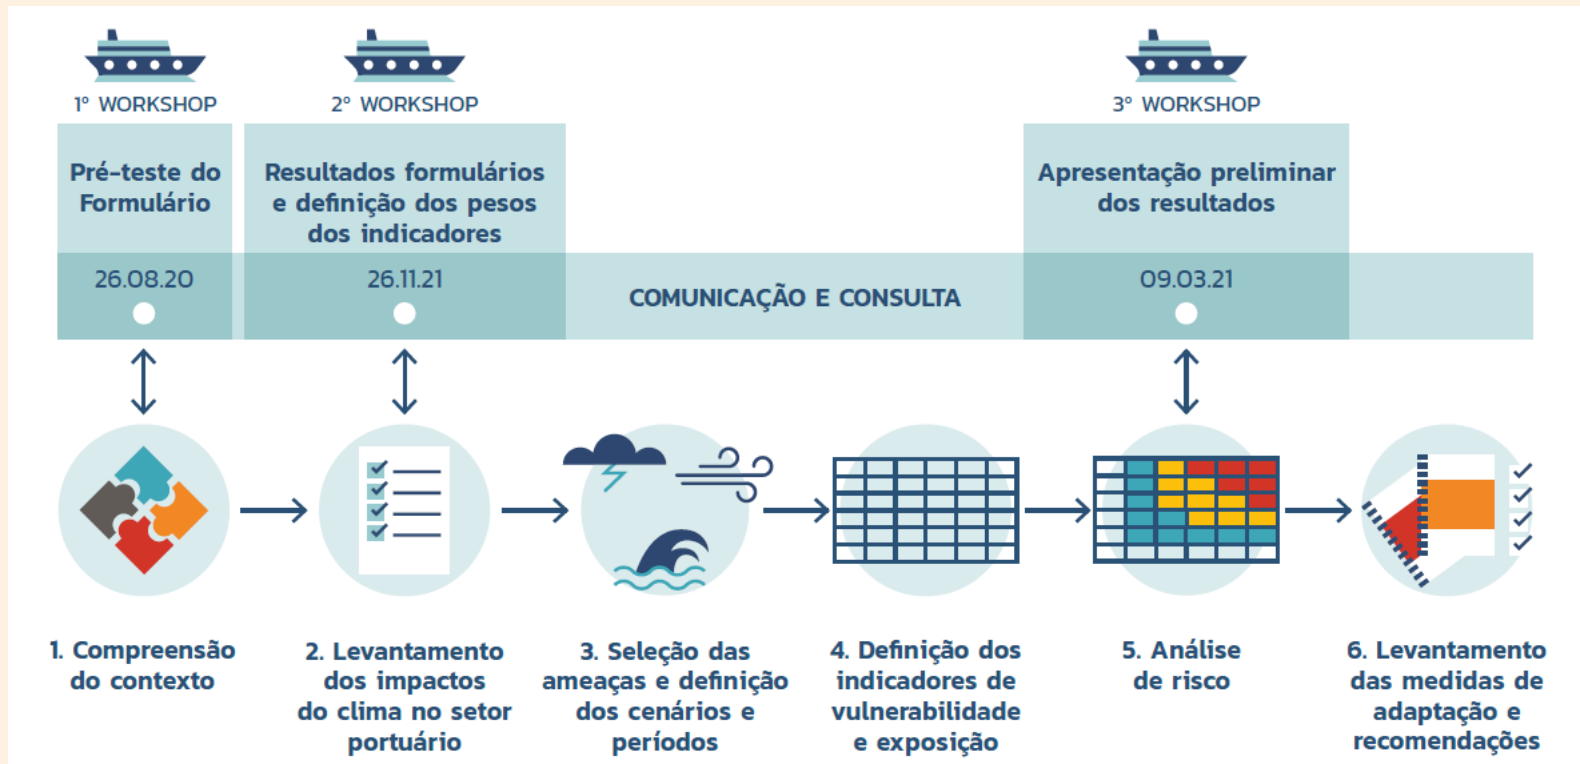 1º WORKSHOP
2º WORKSHOP
3º WORKSHOP
Pré-teste do
Formulário
Resultados formulários
e definição dos pesos
dos indicadores
Apresentação preliminar
dos resultados
26.08.20
26.11.21
COMUNICAÇÃO E CONSULTA
09.03.21
1. Compreensão
do contexto
2. Levantamento
dos impactos
do clima no setor
portuário
3. Seleção das
ameaças e definição
dos cenários e
períodos
4. Definição dos
indicadores de
vulnerabilidade
e exposição
5. Análise
de risco
6. Levantamento
das medidas de
adaptação e
recomendações